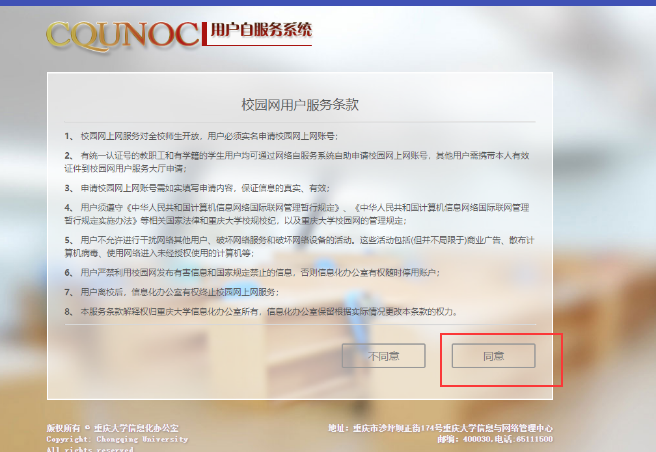 CQUNOC 用户自服务系统
校园网用户服务条款
1、 校园网上网服务对全校师生开放，用户必须实名申请校园网上网账号；
2、 有统一认证号的教职工和有学籍的学生用户均可通过网络自服务系统自助申请校园网上网账号，其他用户需携带本人有效
证件到校园网用户服务大厅申请；
3、 申请校园网上网账号需如实填写申请内容，保证信息的真实、有效；
4、 用户须遵守《中华人民共和国计算机信息网络国际联网管理暂行规定》、《中华人民共和国计算机信息网络国际联网管理
暂行规定实施办法》等相关国家法律和重庆大学校规校纪，以及重庆大学校园网的管理规定；
5、 用户不允许进行干扰网络其他用户、破坏网络服务和破坏网络设备的活动。这些活动包括(但并不局限于)商业广告、散布计
算机病毒、使用网络进入未经授权使用的计算机等；
6、 用户严禁利用校园网发布有害信息和国家规定禁止的信息，否则信息化办公室有权随时停用账户；
7、 用户离校后，信息化办公室有权终止校园网上网服务；
8、 本服务条款解释权归重庆大学信息化办公室所有，信息化办公室保留根据实际情况更改本条款的权力。
不同意 同意
版权所有 © 重庆大学信息化办公室 地址：重庆市沙坪坝正街174号重庆大学信息与网络管理中心
Copyright. Chongqing University 邮编：400030.电话:65111500
All rights reserved